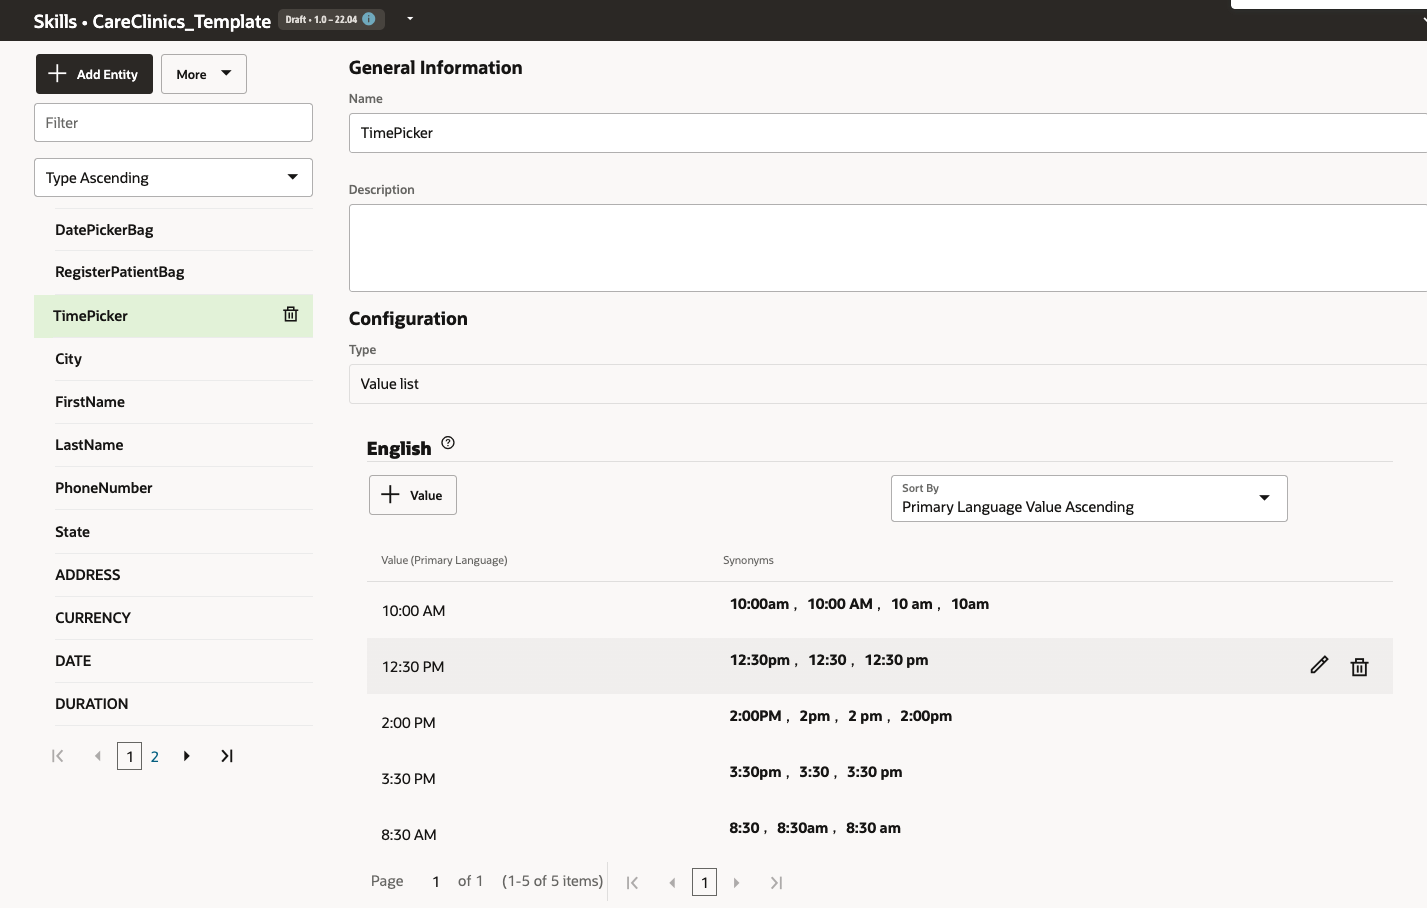 Skills • CareClinics_Template Draft • 1.0 – 22.04
Add Entity More
Filter
Type Ascending
DatePickerBag
RegisterPatientBag
TimePicker
City
FirstName
LastName
PhoneNumber
State
ADDRESS
CURRENCY
DATE
DURATION
1 2
General Information
Name
TimePicker
Description
Configuration
Type
Value list
English
Value
Sort By
Primary Language Value Ascending
Value (Primary Language) Synonyms
10:00 AM 10:00am , 10:00 AM , 10 am , 10am
12:30 PM 12:30pm , 12:30 , 12:30 pm
2:00 PM 2:00PM , 2pm , 2 pm , 2:00pm
3:30 PM 3:30pm , 3:30 , 3:30 pm
8:30 AM 8:30 , 8:30am , 8:30 am
Page 1 of 1 (1-5 of 5 items) 1